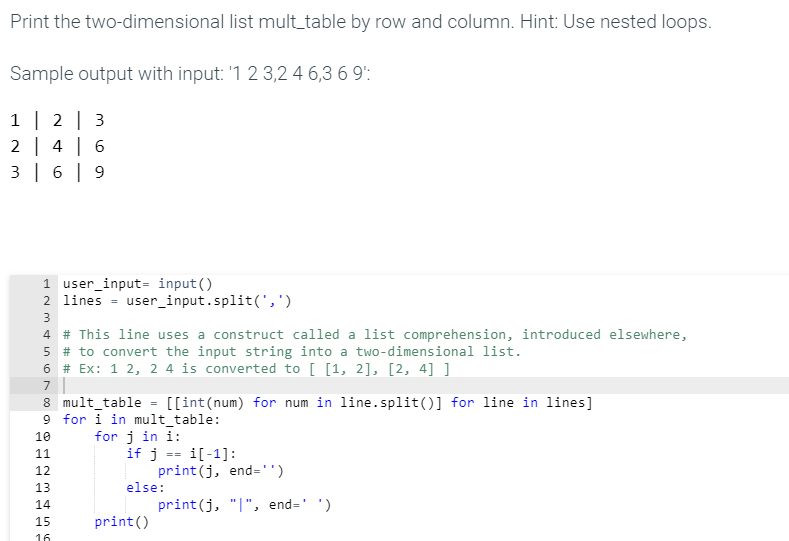 Print the two-dimensional list mult_table by row and column. Hint: Use nested loops.
Sample output with input: '1 2 3,2 4 6,3 6 9':
1 | 2 | 3
2 | 4 | 6
3 | 6 | 9
1 user_input= input()
2 lines = user_input.split(',')
3
4 # This line uses a construct called a list comprehension, introduced elsewhere,
5 # to convert the input string into a two-dimensional list.
6 # Ex: 1 2, 2 4 is converted to [ [1, 2], [2, 4] ]
7
8 mult_table = [[int(num) for num in line.split()] for line in lines]
9 for i in mult_table:
10     for j in i:
11         if j == i[-1]:
12             print(j, end='')
13         else:
14             print(j, "|", end=' ')
15     print()
16